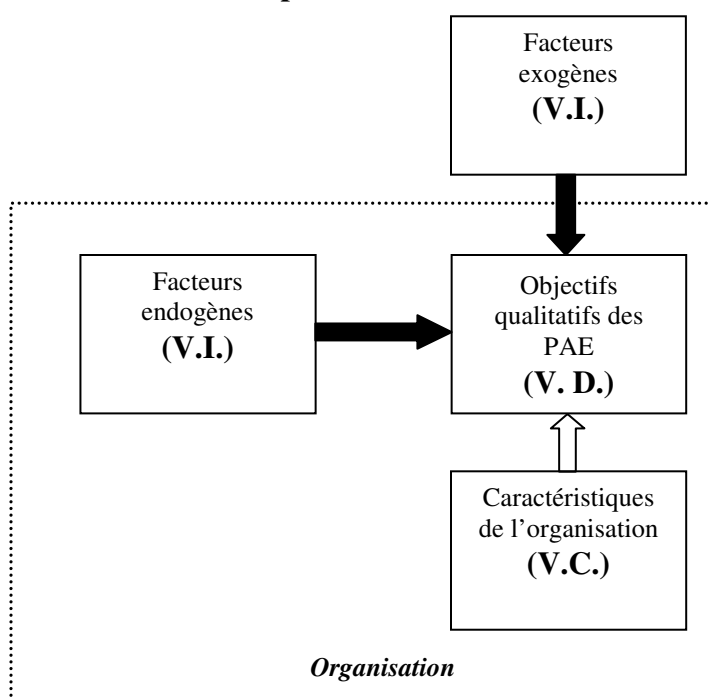 Facteurs
exogènes
(V.I.)
Facteurs
endogènes
(V.I.)
Objectifs
qualitatifs des
PAE
(V. D.)
Caractéristiques
de l'organisation
(V.C.)
Organisation